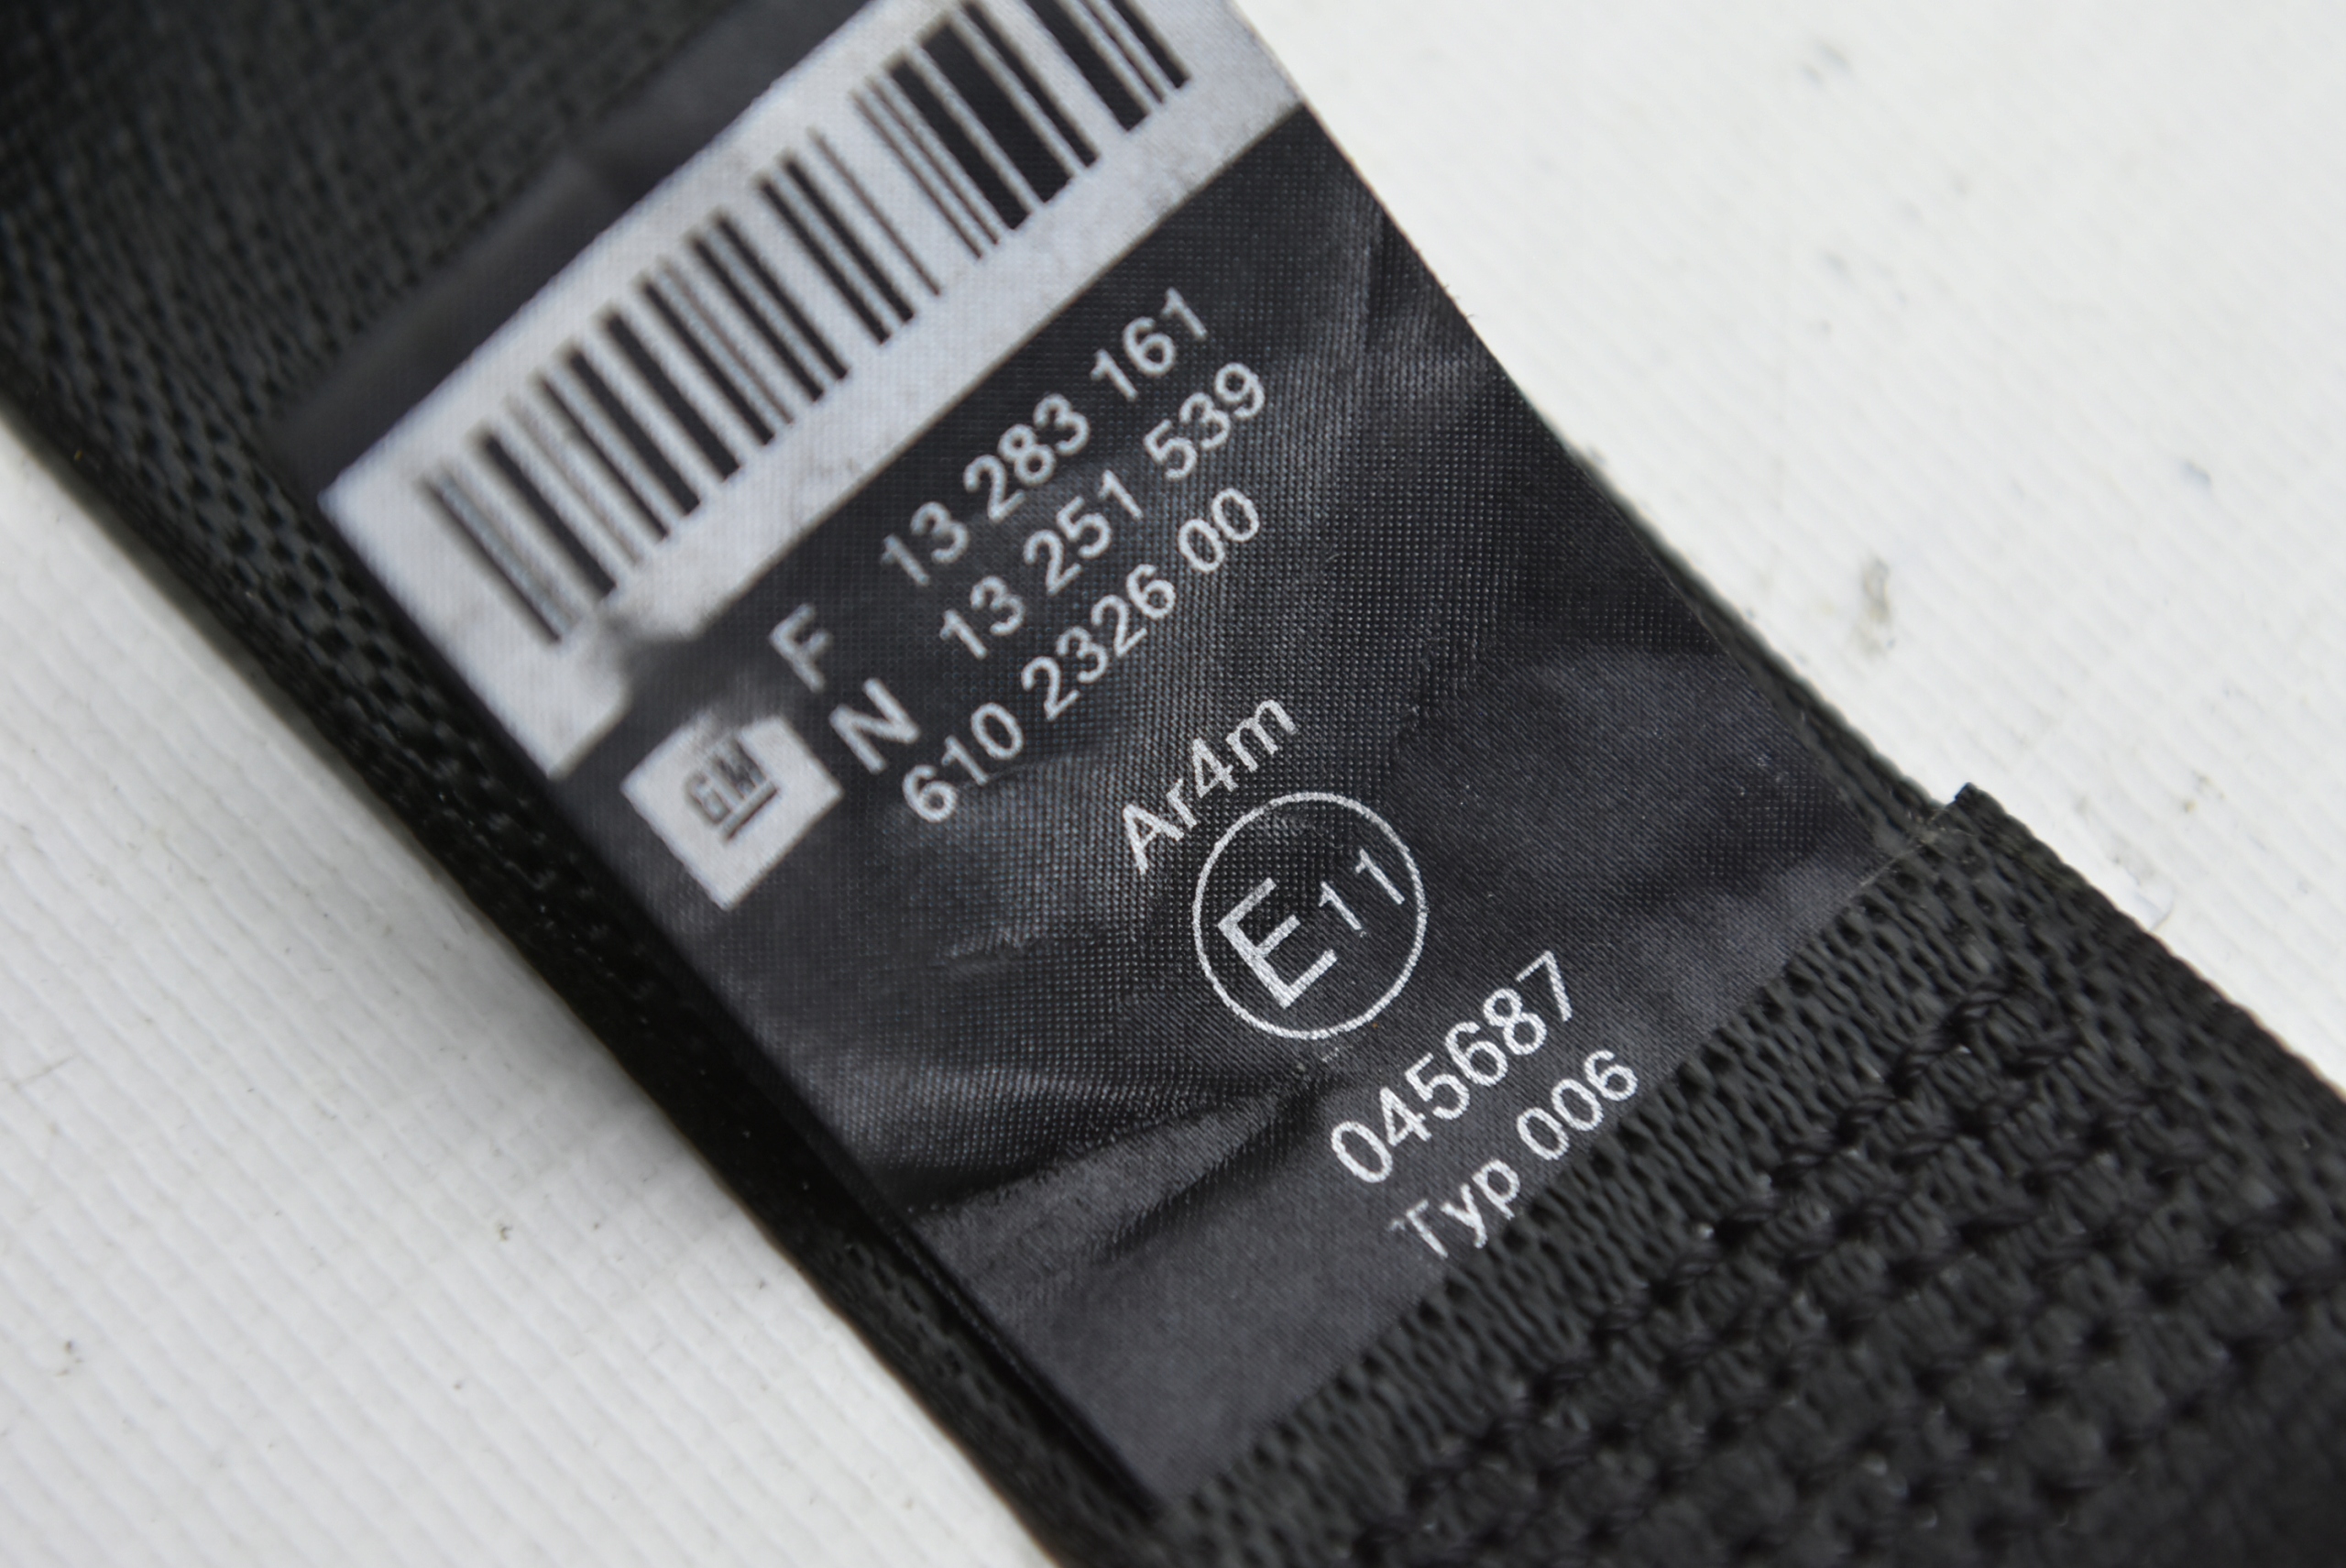 F 13 283 161
N 13 251 539
GM 610 2326 00
Ar4m
E11
045687
Typ 006